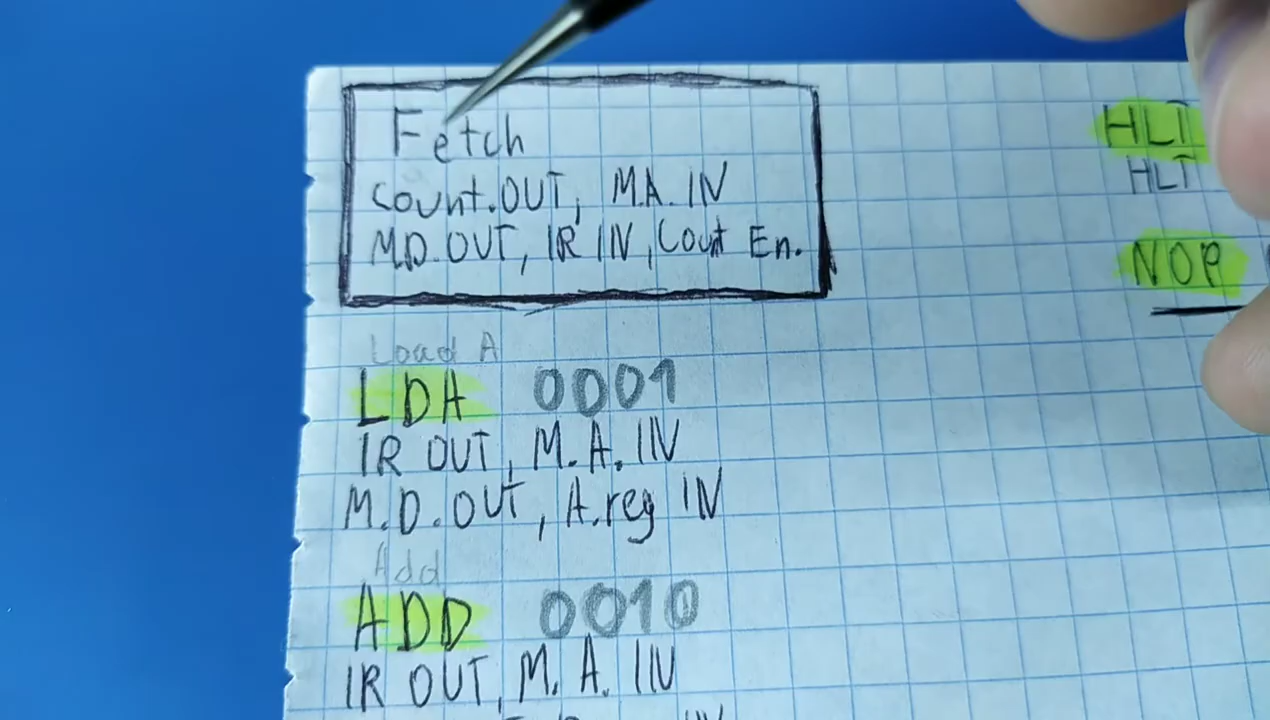 Fetch
Count.OUT, M.A. IN
M.D. OUT, IR IN, Cout En.
Load A
LDA 0001
IR OUT, M.A. IN
M.D. OUT, A.reg IN
Add
ADD 0010
IR OUT, M.A. IN
HLT
HLT
NOP